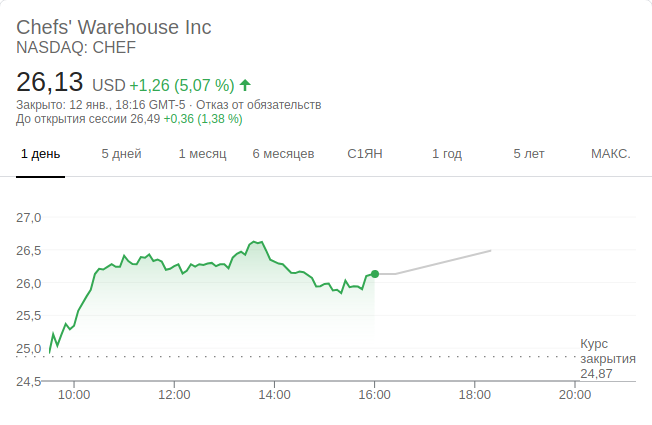 Chefs' Warehouse Inc
NASDAQ: CHEF
26,13 USD +1,26 (5,07 %)
Закрыто: 12 янв., 18:16 GMT-5 · Отказ от обязательств
До открытия сессии 26,49 +0,36 (1,38 %)
1 день 5 дней 1 месяц 6 месяцев С1ЯН 1 год 5 лет МАКС.
27,0
26,5
26,0
25,5
25,0
24,5
Курс
закрытия
24,87
10:00 12:00 14:00 16:00 18:00 20:00